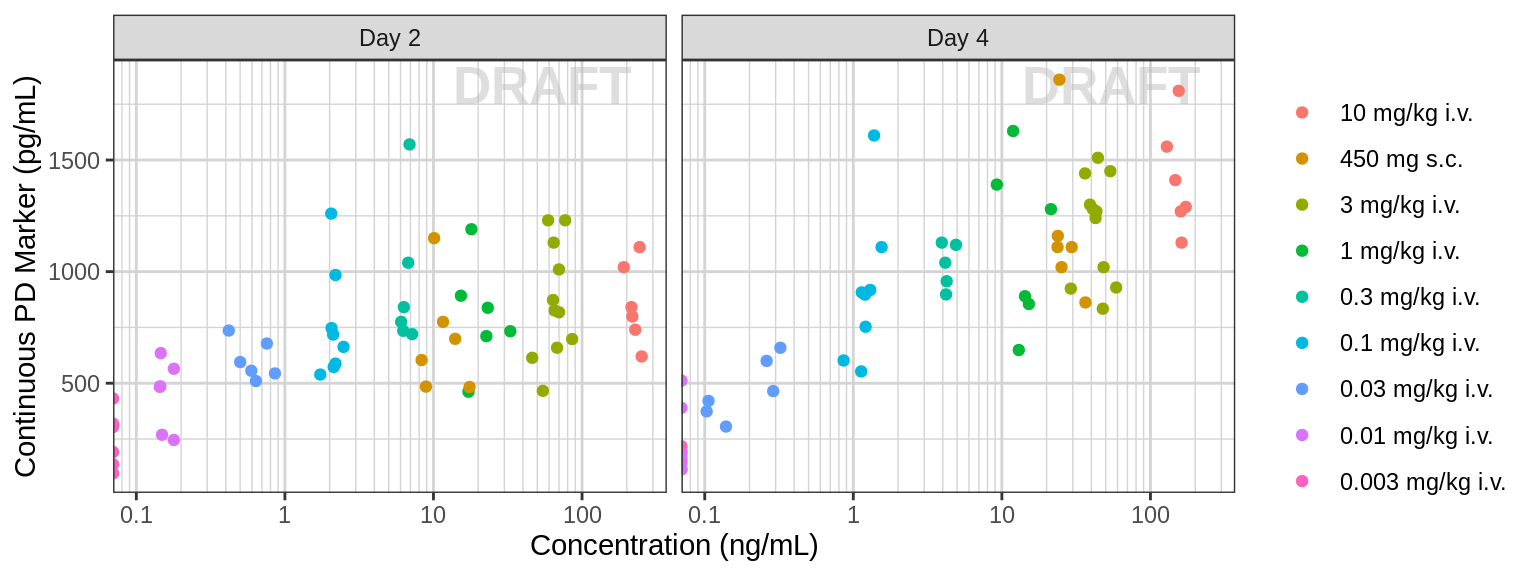 Day 2
Day 4
DRAFT
DRAFT
Continuous PD Marker (pg/mL)
1500
1000
500
0.1
1
10
100
0.1
1
10
100
Concentration (ng/mL)
10 mg/kg i.v.
450 mg s.c.
3 mg/kg i.v.
1 mg/kg i.v.
0.3 mg/kg i.v.
0.1 mg/kg i.v.
0.03 mg/kg i.v.
0.01 mg/kg i.v.
0.003 mg/kg i.v.